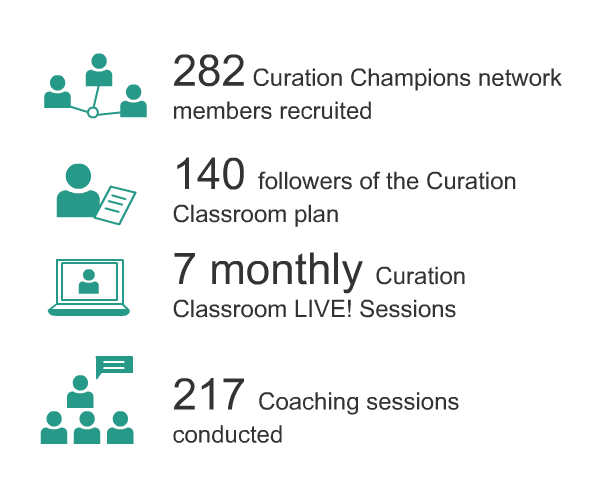 282 Curation Champions network
members recruited
140 followers of the Curation
Classroom plan
7 monthly Curation
Classroom LIVE! Sessions
217 Coaching sessions
conducted